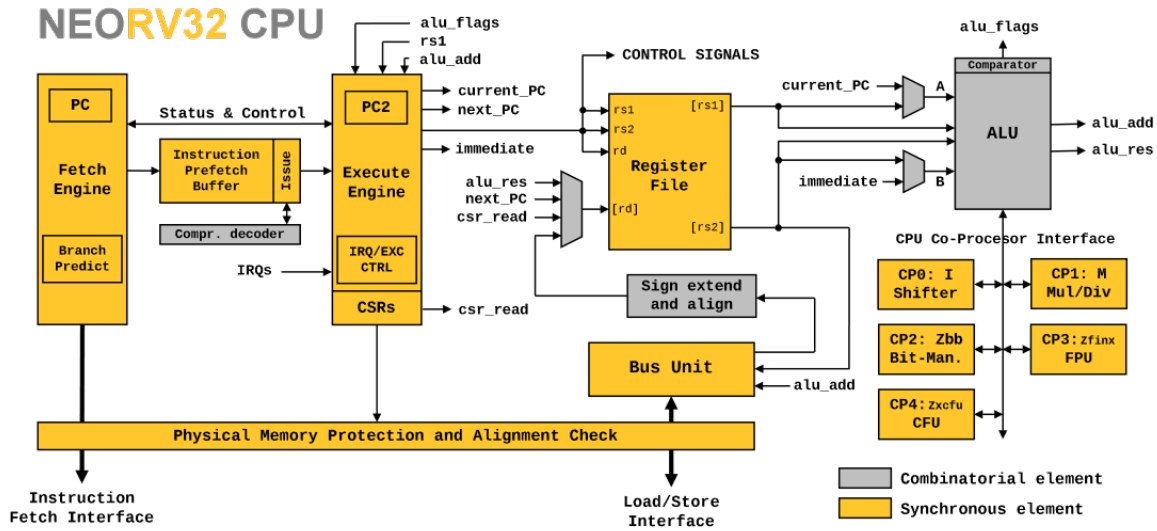 NEORV32 CPU
alu_flags
rs1
alu_add
PC
Fetch
Engine
Branch
Predict
Status & Control
Instruction
Prefetch
Buffer
Issue
Compr. decoder
IRQs
PC2
Execute
Engine
IRQ/EXC
CTRL
CSRs
current_PC
next_PC
immediate
csr_read
CONTROL SIGNALS
alu_res
next_PC
csr_read
rs1
rs2
rd
[rd]
[rs1]
[rs2]
Register
File
Sign extend
and align
Bus Unit
alu_add
current_PC
A
immediate
B
alu_flags
Comparator
ALU
alu_add
alu_res
CPU Co-Procesor Interface
CP0: I
Shifter
CP1: M
Mul/Div
CP2: Zbb
Bit-Man.
CP3:Zfinx
FPU
CP4:Zxcfu
CFU
Physical Memory Protection and Alignment Check
Instruction
Fetch Interface
Load/Store
Interface
Combinatorial element
Synchronous element